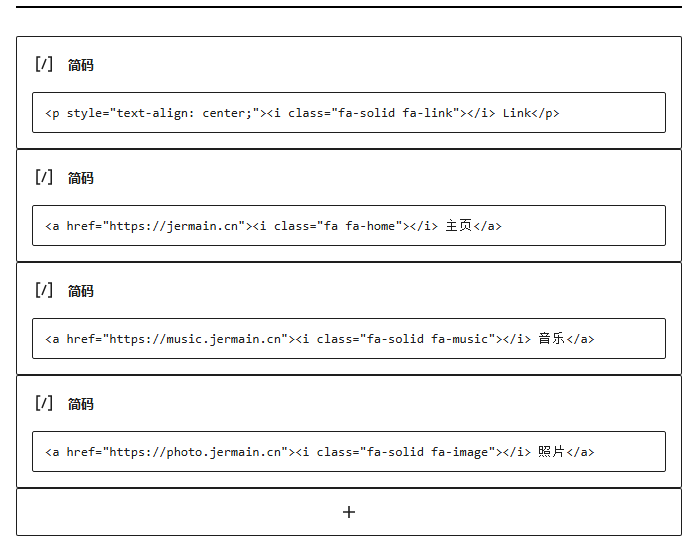 [/] 简码
<p style="text-align: center;"><i class="fa-solid fa-link"></i> Link</p>
[/] 简码
<a href="https://jermain.cn"><i class="fa fa-home"></i> 主页</a>
[/] 简码
<a href="https://music.jermain.cn"><i class="fa-solid fa-music"></i> 音乐</a>
[/] 简码
<a href="https://photo.jermain.cn"><i class="fa-solid fa-image"></i> 照片</a>